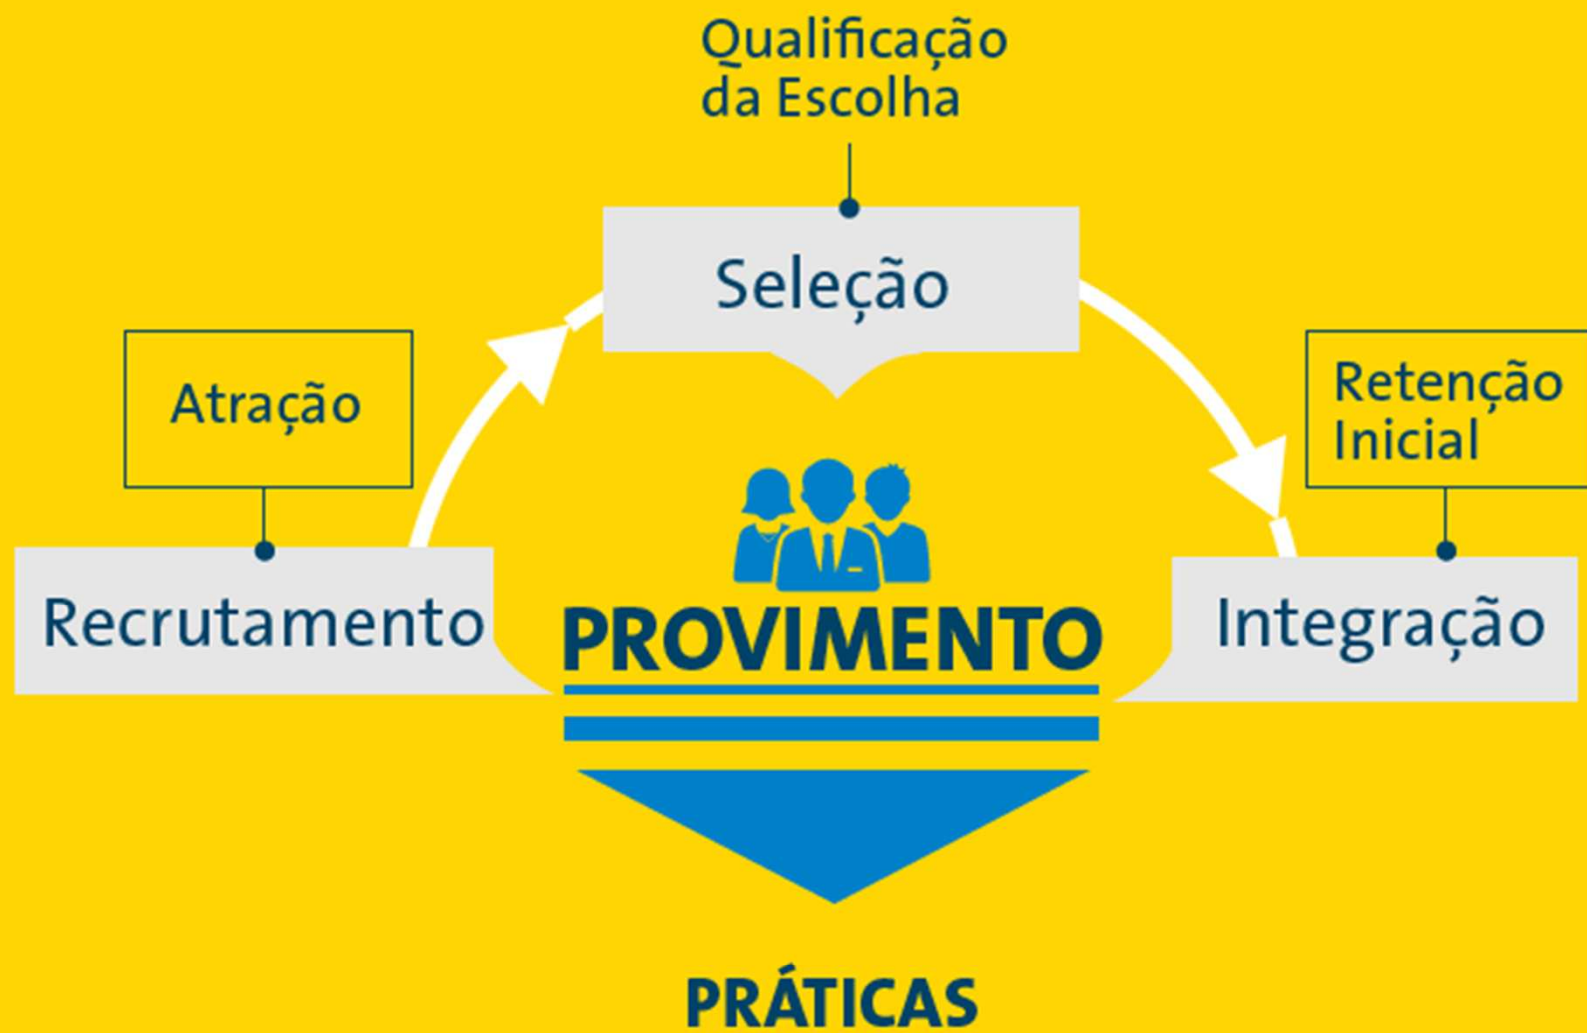 Qualificação
da Escolha
Seleção
Atração
Retenção
Inicial
Recrutamento
Integração
PROVIMENTO
PRÁTICAS